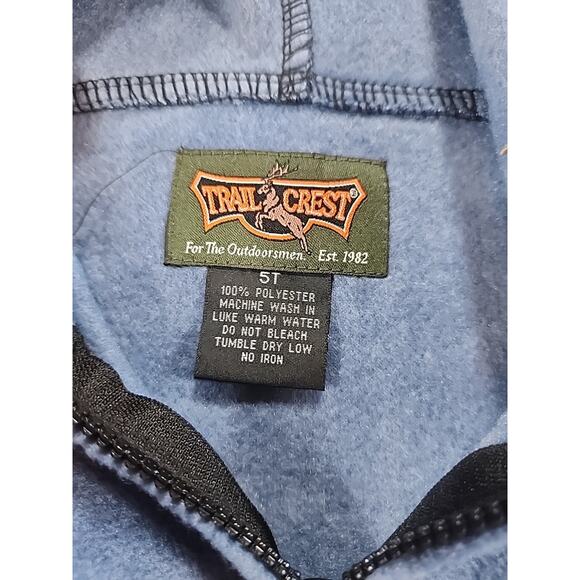 TRAIL CREST®
For The Outdoorsmen. Est. 1982
5T
100% POLYESTER
MACHINE WASH IN
LUKE WARM WATER
DO NOT BLEACH
TUMBLE DRY LOW
NO IRON